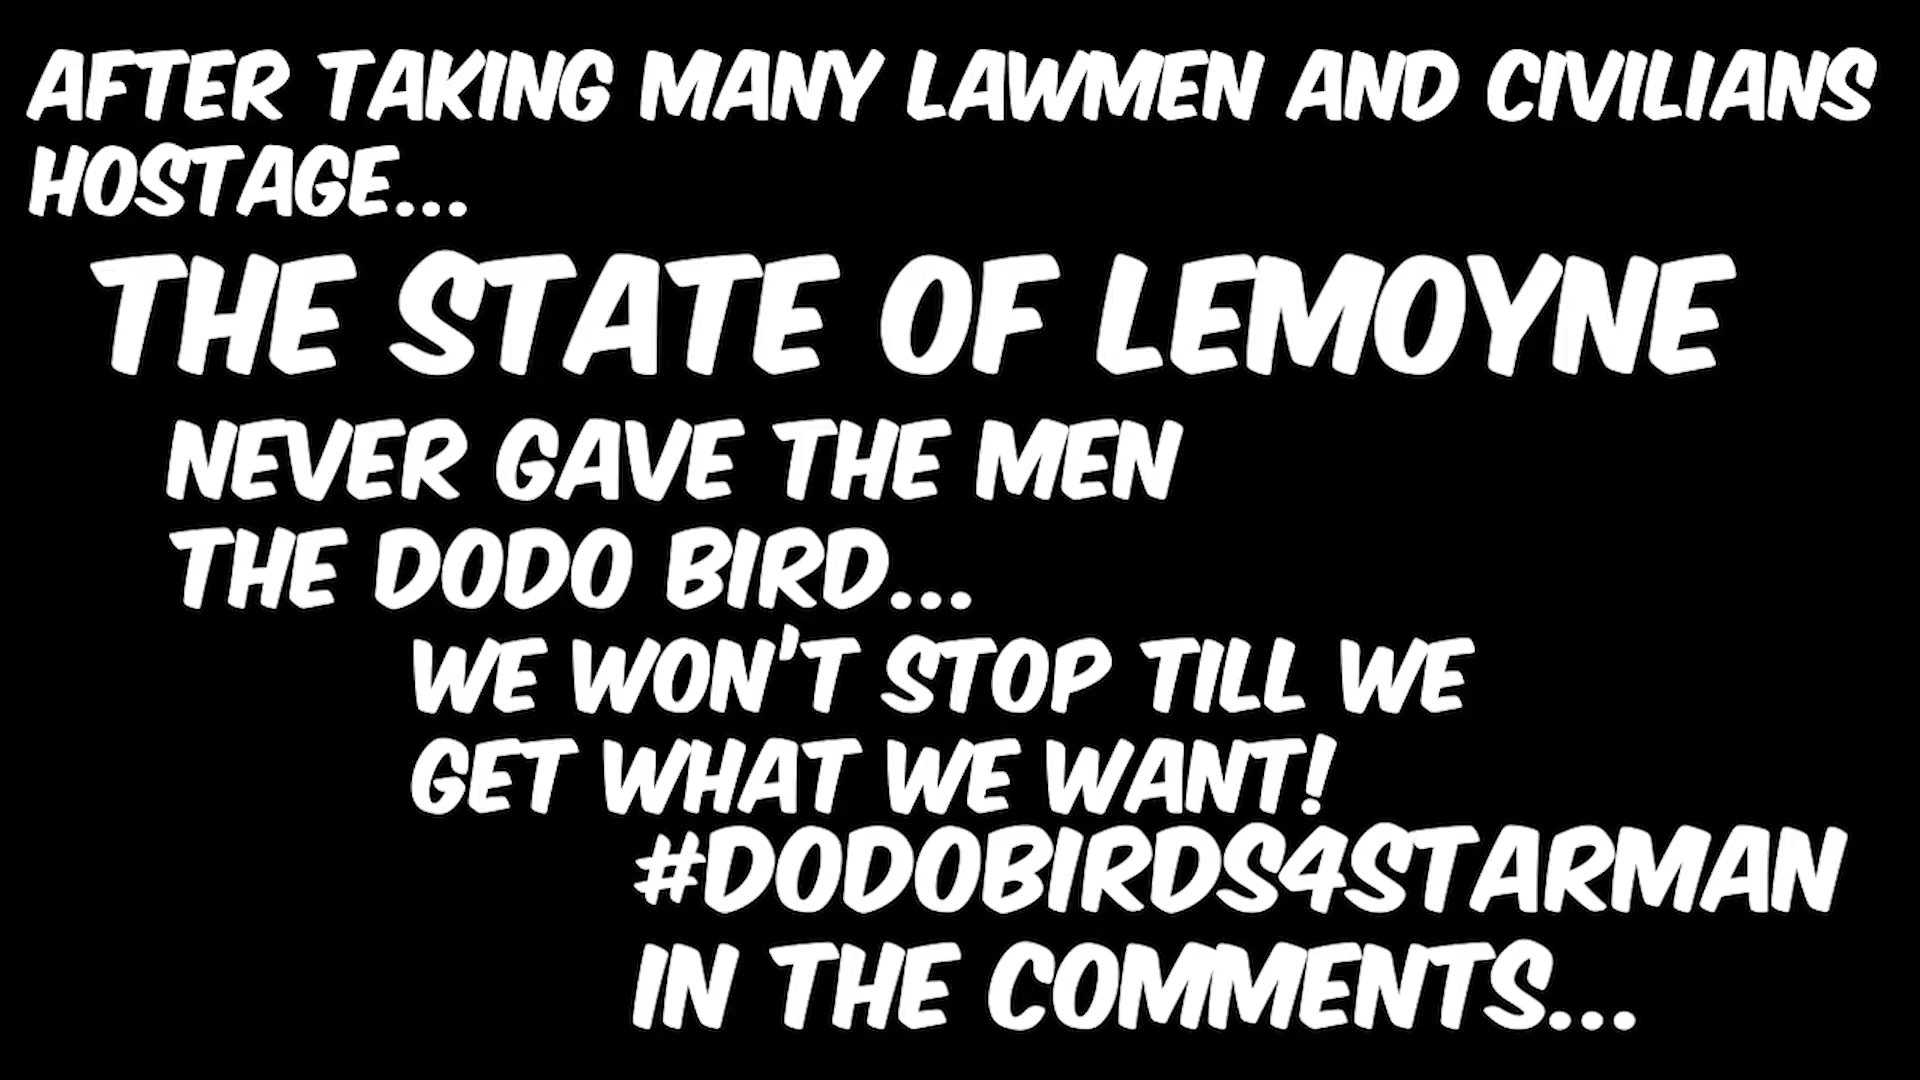 AFTER TAKING MANY LAWMEN AND CIVILIANS
HOSTAGE...
THE STATE OF LEMOYNE
NEVER GAVE THE MEN
THE DODO BIRD...
WE WON'T STOP TILL WE
GET WHAT WE WANT!
#DODOBIRDS4STARMAN
IN THE COMMENTS...